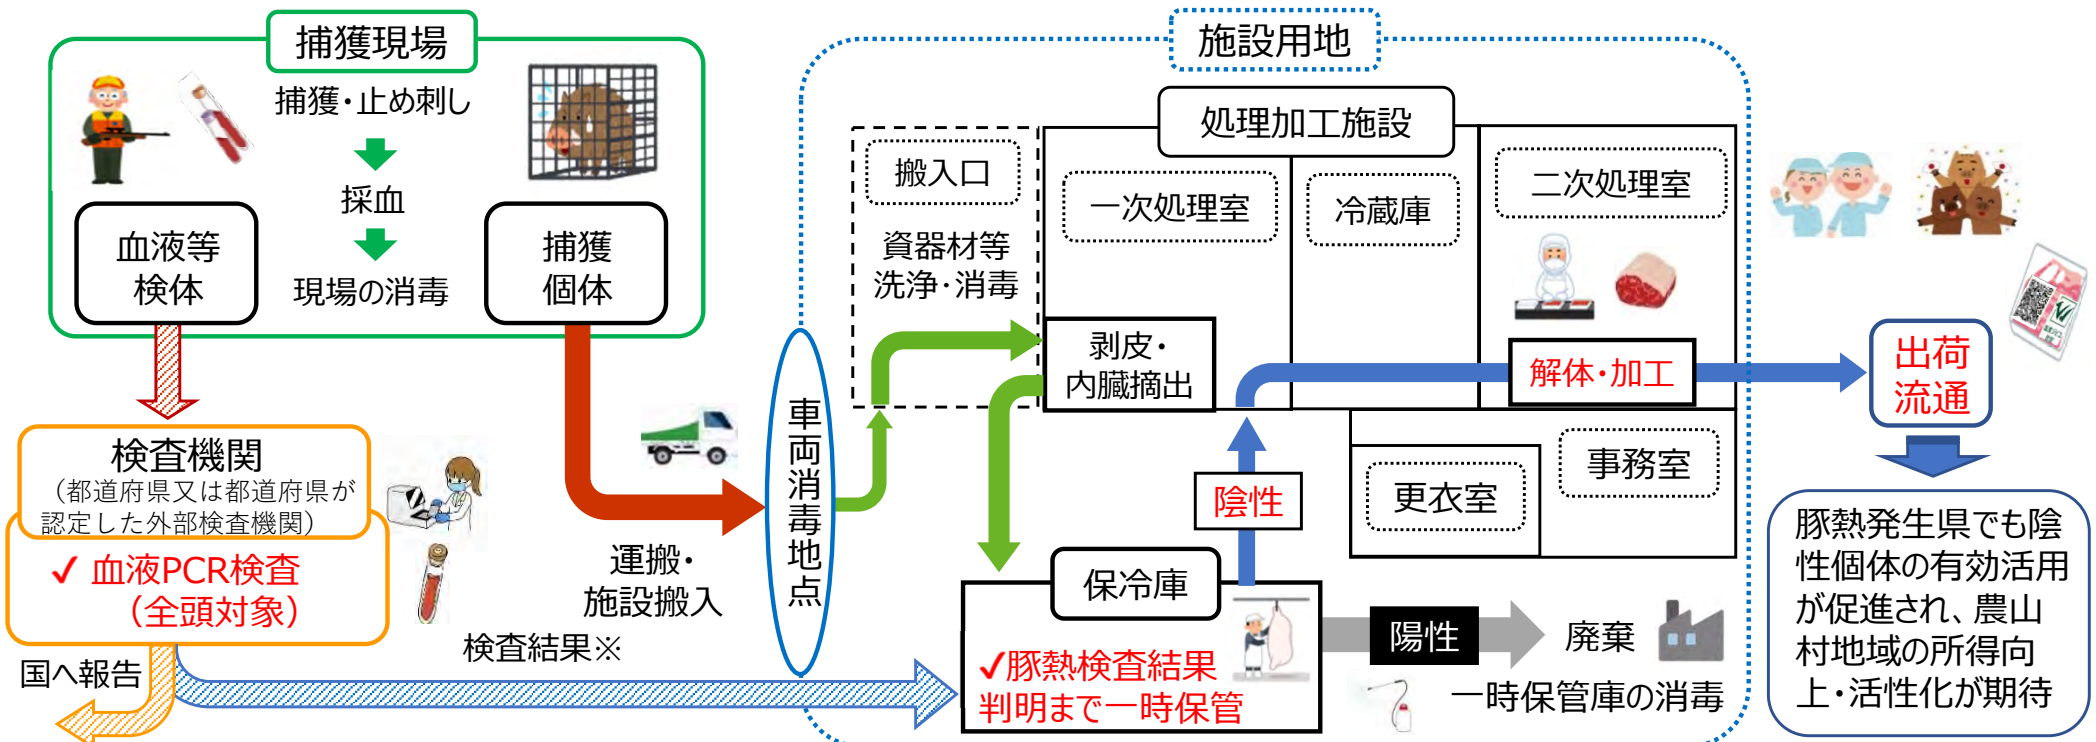 捕獲現場
捕獲・止め刺し
採血
現場の消毒
血液等
検体
捕獲
個体
検査機関
（都道府県又は都道府県が
認定した外部検査機関）
✓ 血液PCR検査
（全頭対象）
国へ報告
検査結果※
運搬・
施設搬入
車両消毒地点
施設用地
処理加工施設
搬入口
資器材等
洗浄・消毒
一次処理室
冷蔵庫
二次処理室
剥皮・
内臓摘出
解体・加工
陰性
更衣室
事務室
保冷庫
✓豚熱検査結果
判明まで一時保管
陽性
廃棄
一時保管庫の消毒
出荷
流通
豚熱発生県でも陰
性個体の有効活用
が促進され、農山
村地域の所得向
上・活性化が期待